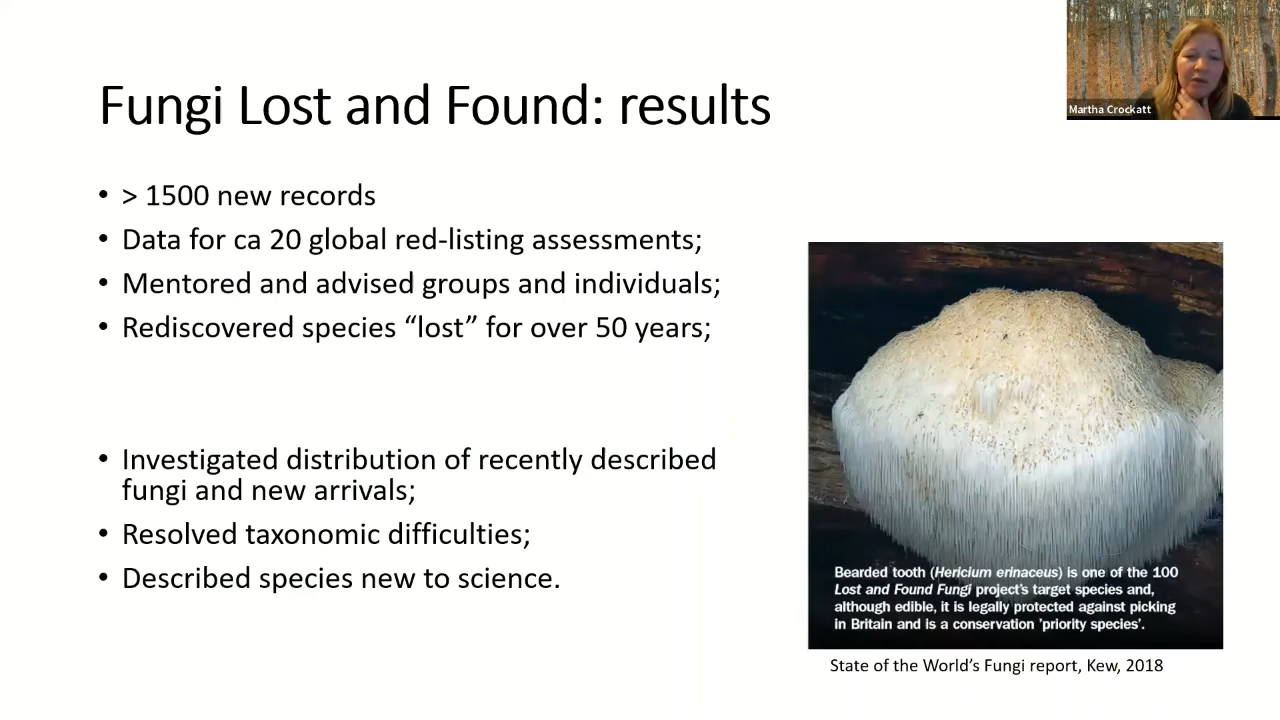 Martha Crockatt
Fungi Lost and Found: results
• > 1500 new records
• Data for ca 20 global red-listing assessments;
• Mentored and advised groups and individuals;
• Rediscovered species “lost” for over 50 years;
• Investigated distribution of recently described
fungi and new arrivals;
• Resolved taxonomic difficulties;
• Described species new to science.
Bearded tooth (Hericium erinaceus) is one of the 100
Lost and Found Fungi project's target species and,
although edible, it is legally protected against picking
in Britain and is a conservation 'priority species'.
State of the World’s Fungi report, Kew, 2018